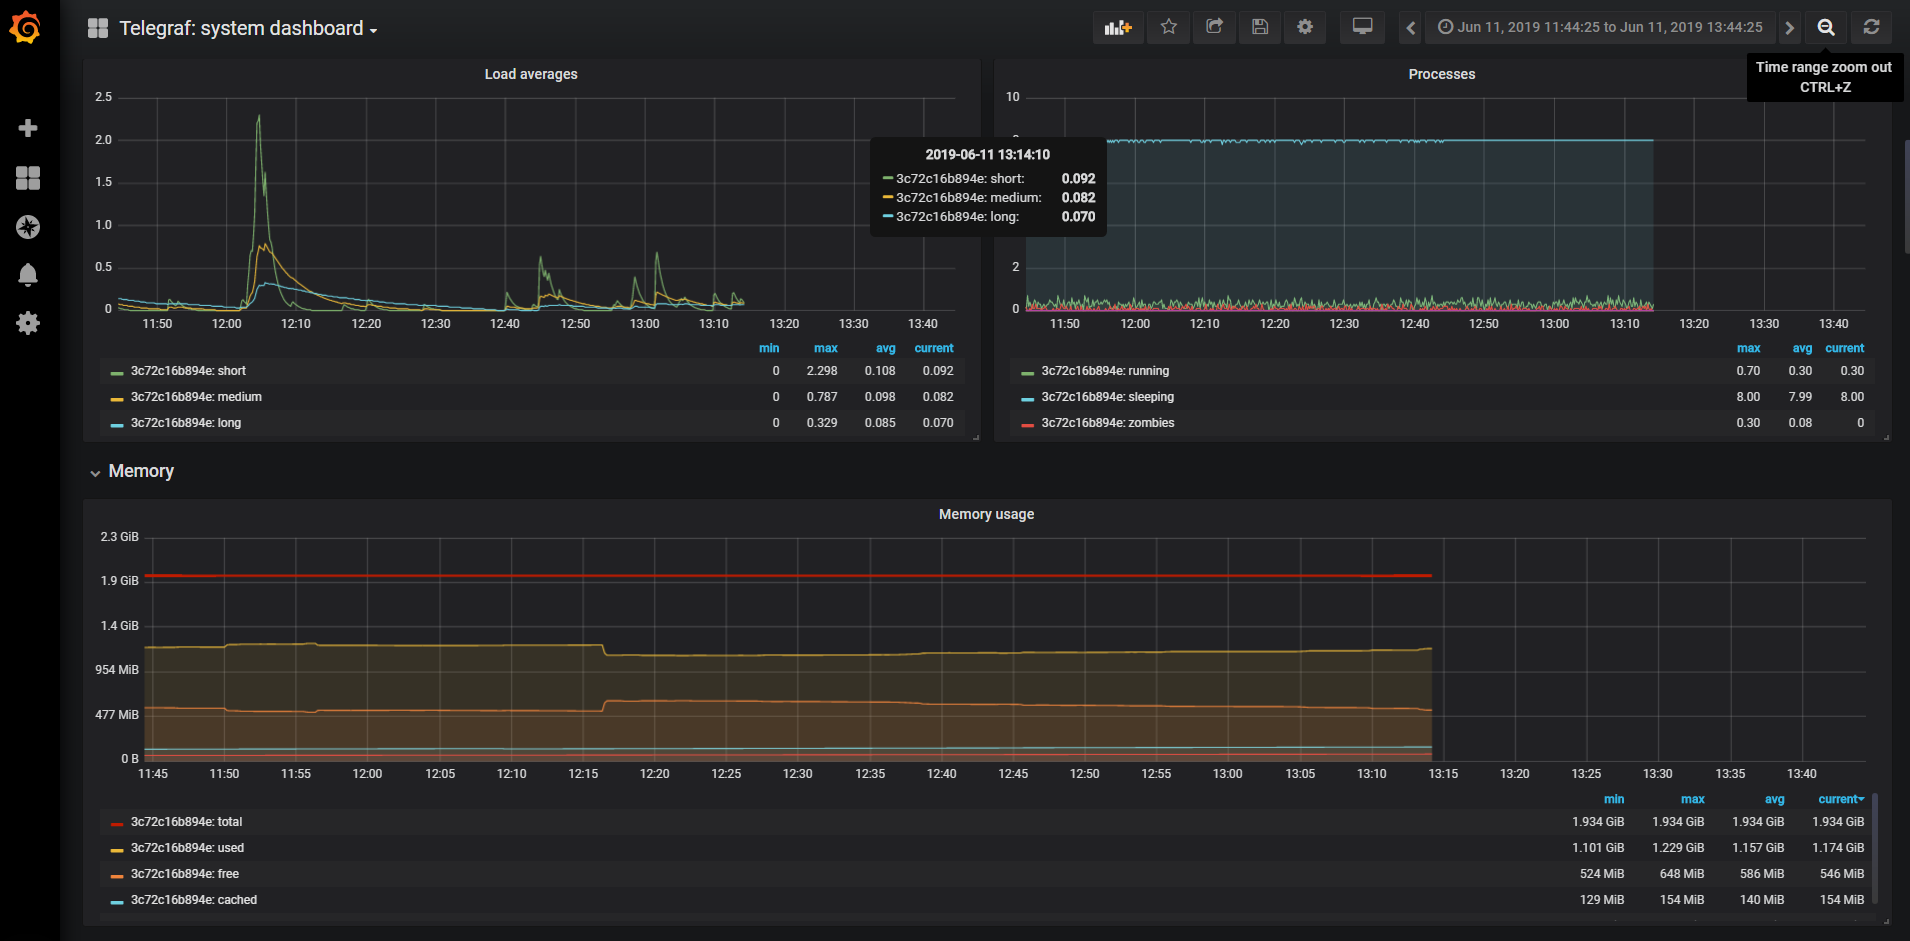 Telegraf: system dashboard
Jun 11, 2019 11:44:25 to Jun 11, 2019 13:44:25
Time range zoom out
CTRL+Z
Load averages
2.5
2.0
1.5
1.0
0.5
0
11:50 12:00 12:10 12:20 12:30 12:40 12:50 13:00 13:10 13:20 13:30 13:40
min max avg current
3c72c16b894e: short 0 2.298 0.108 0.092
3c72c16b894e: medium 0 0.787 0.098 0.082
3c72c16b894e: long 0 0.329 0.085 0.070
2019-06-11 13:14:10
3c72c16b894e: short: 0.092
3c72c16b894e: medium: 0.082
3c72c16b894e: long: 0.070
Processes
10
2
0
11:50 12:00 12:10 12:20 12:30 12:40 12:50 13:00 13:10 13:20 13:30 13:40
max avg current
3c72c16b894e: running 0.70 0.30 0.30
3c72c16b894e: sleeping 8.00 7.99 8.00
3c72c16b894e: zombies 0.30 0.08 0
Memory
Memory usage
2.3 GiB
1.9 GiB
1.4 GiB
954 MiB
477 MiB
0 B
11:45 11:50 11:55 12:00 12:05 12:10 12:15 12:20 12:25 12:30 12:35 12:40 12:45 12:50 12:55 13:00 13:05 13:10 13:15 13:20 13:25 13:30 13:35 13:40
min max avg current
3c72c16b894e: total 1.934 GiB 1.934 GiB 1.934 GiB 1.934 GiB
3c72c16b894e: used 1.101 GiB 1.229 GiB 1.157 GiB 1.174 GiB
3c72c16b894e: free 524 MiB 648 MiB 586 MiB 546 MiB
3c72c16b894e: cached 129 MiB 154 MiB 140 MiB 154 MiB